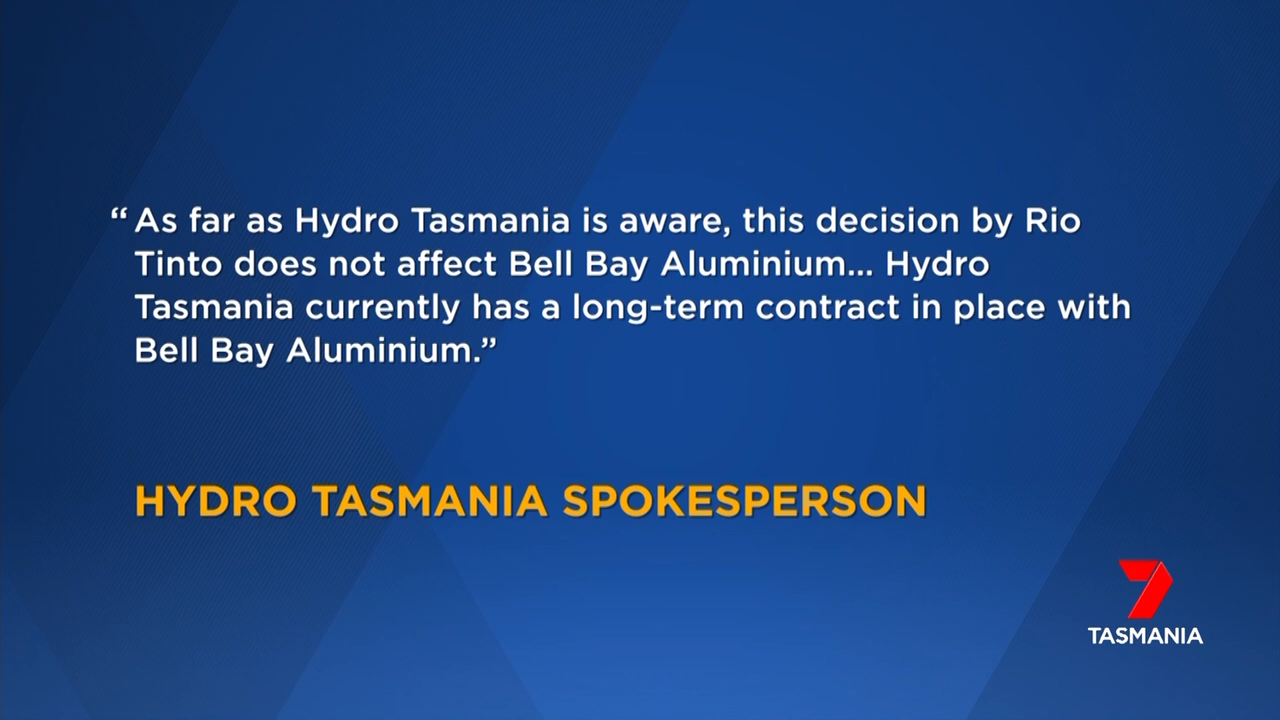 “As far as Hydro Tasmania is aware, this decision by Rio
Tinto does not affect Bell Bay Aluminium... Hydro
Tasmania currently has a long-term contract in place with
Bell Bay Aluminium.”
HYDRO TASMANIA SPOKESPERSON
7
TASMANIA